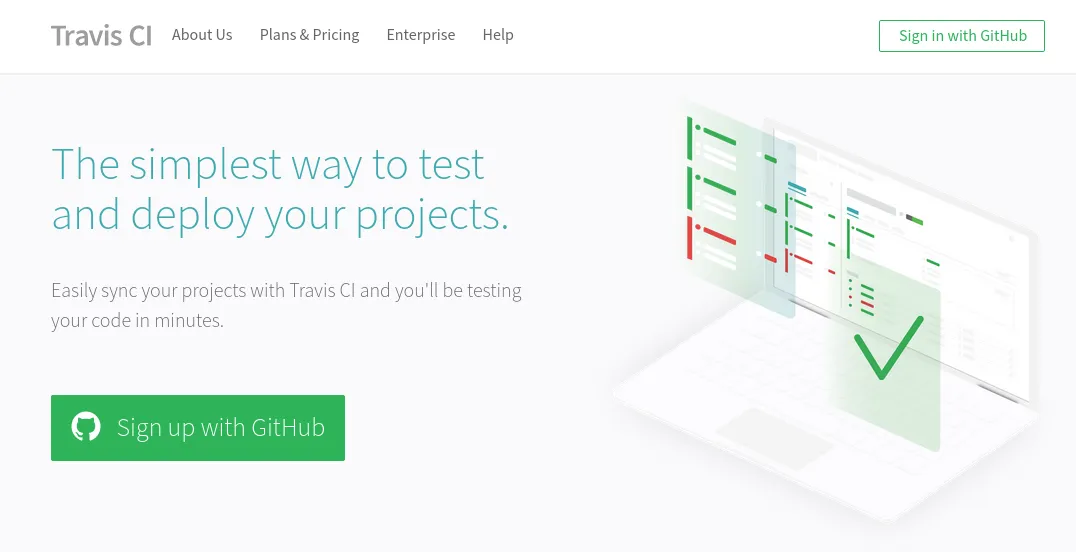 Travis CI About Us Plans & Pricing Enterprise Help Sign in with GitHub
The simplest way to test
and deploy your projects.
Easily sync your projects with Travis CI and you'll be testing
your code in minutes.
Sign up with GitHub